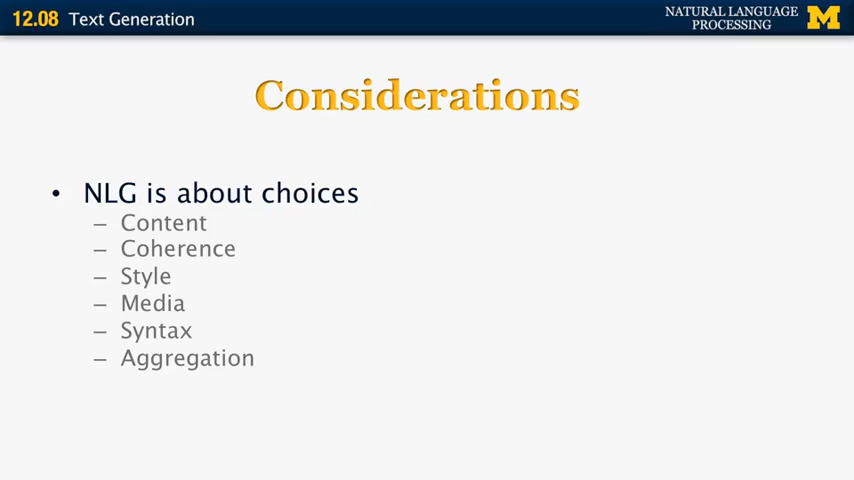 12.08 Text Generation
NATURAL LANGUAGE
PROCESSING
M
Considerations
• NLG is about choices
– Content
– Coherence
– Style
– Media
– Syntax
– Aggregation